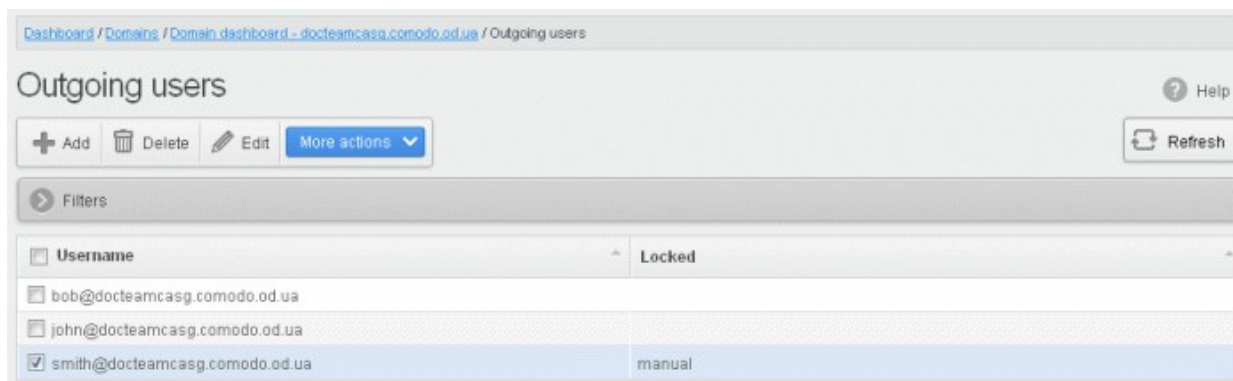 Dashboard / Domains / Domain dashboard - docteamcasg.comodo.od.ua / Outgoing users
Outgoing users
Help
Add Delete Edit More actions
Refresh
Filters
Username Locked
bob@docteamcasg.comodo.od.ua
john@docteamcasg.comodo.od.ua
smith@docteamcasg.comodo.od.ua manual